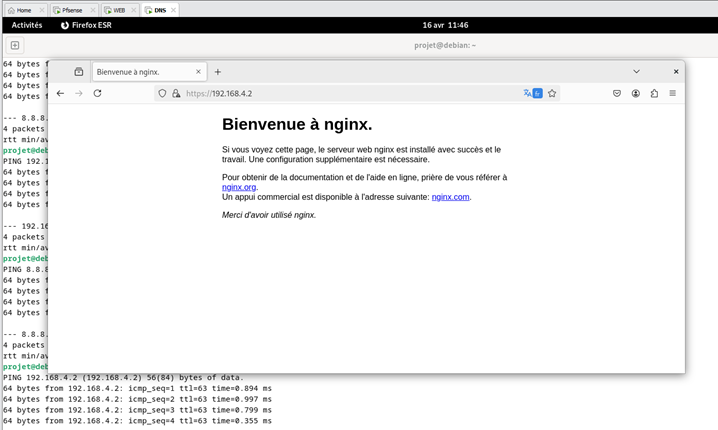 Home
Pfsense
WEB
DNS
Activités
Firefox ESR
16 avr 11:46
projet@debian: ~
64 bytes f
64 bytes f
64 bytes f
64 bytes f
--- 8.8.8.
4 packets
rtt min/av
projet@deb
PING 192.1
64 bytes f
64 bytes f
64 bytes f
64 bytes f
--- 192.16
4 packets
rtt min/av
projet@deb
PING 8.8.8
64 bytes f
64 bytes f
64 bytes f
64 bytes f
--- 8.8.8.
4 packets
rtt min/av
projet@deb
Bienvenue à nginx.
https://192.168.4.2
fr
Bienvenue à nginx.
Si vous voyez cette page, le serveur web nginx est installé avec succès et le
travail. Une configuration supplémentaire est nécessaire.
Pour obtenir de la documentation et de l'aide en ligne, prière de vous référer à
nginx.org.
Un appui commercial est disponible à l'adresse suivante: nginx.com.
Merci d'avoir utilisé nginx.
PING 192.168.4.2 (192.168.4.2) 56(84) bytes of data.
64 bytes from 192.168.4.2: icmp_seq=1 ttl=63 time=0.894 ms
64 bytes from 192.168.4.2: icmp_seq=2 ttl=63 time=0.997 ms
64 bytes from 192.168.4.2: icmp_seq=3 ttl=63 time=0.799 ms
64 bytes from 192.168.4.2: icmp_seq=4 ttl=63 time=0.355 ms